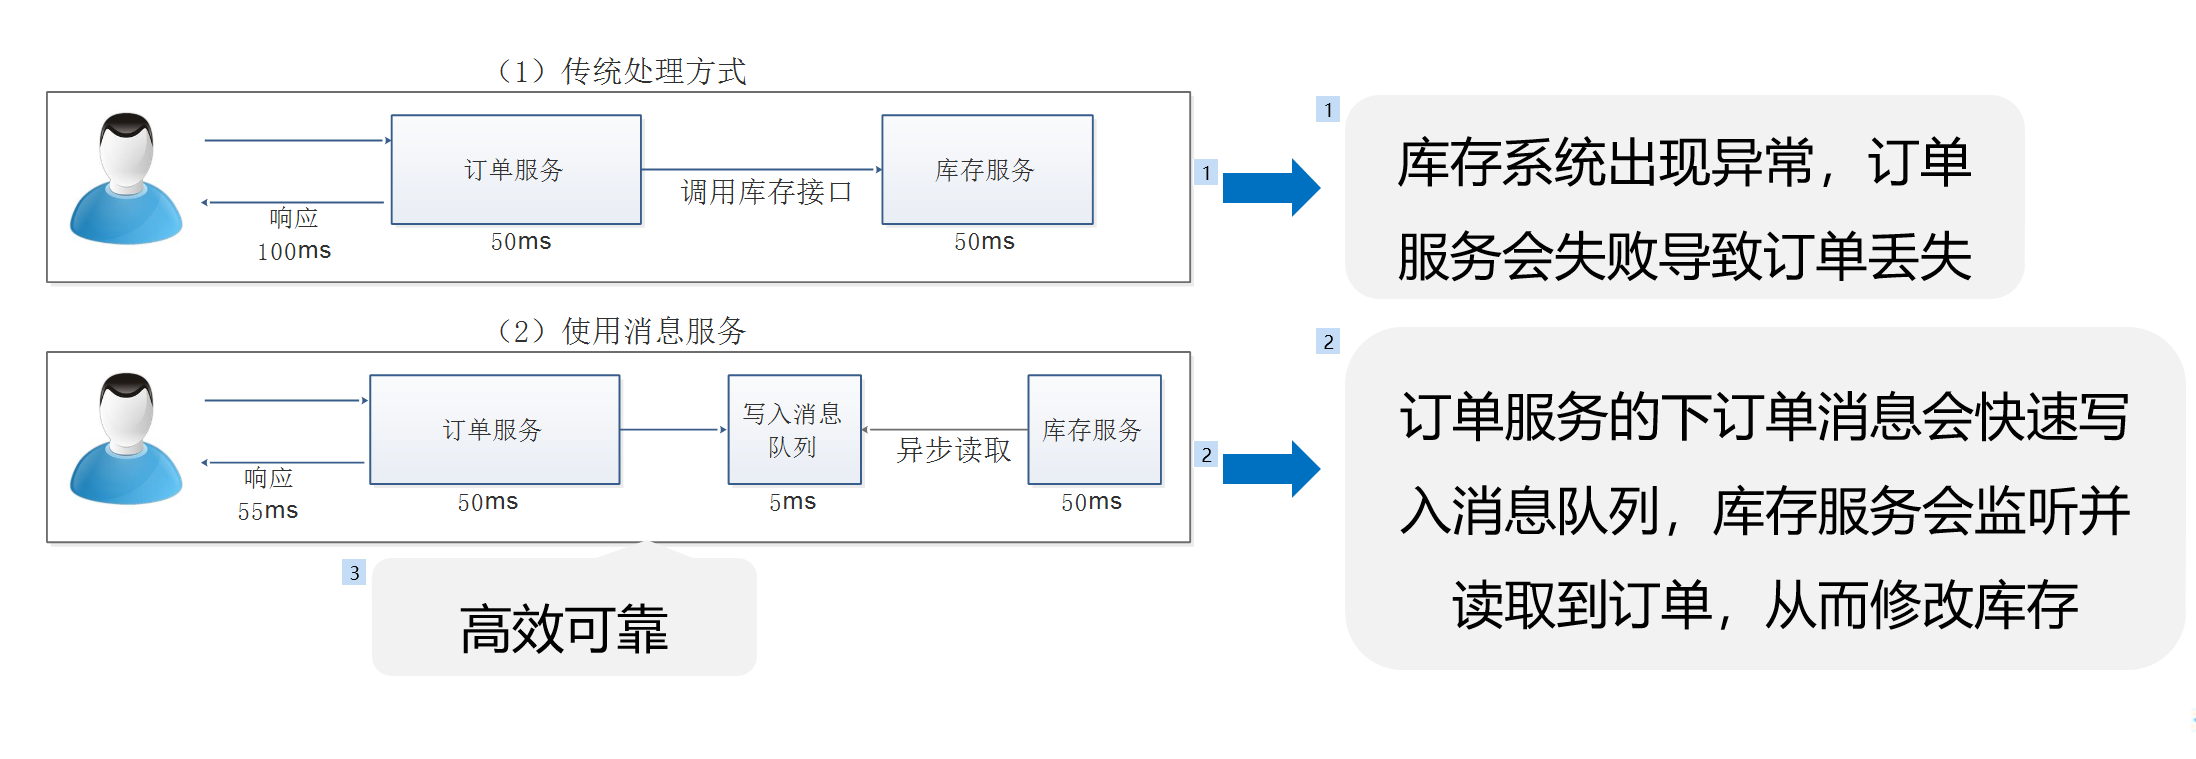 （1）传统处理方式
订单服务
库存服务
调用库存接口
响应
100ms
50ms
50ms
1
1
库存系统出现异常，订单
服务会失败导致订单丢失
（2）使用消息服务
订单服务
写入消息
队列
异步读取
库存服务
响应
55ms
50ms
5ms
50ms
2
2
订单服务的下订单消息会快速写
入消息队列，库存服务会监听并
读取到订单，从而修改库存
3
高效可靠